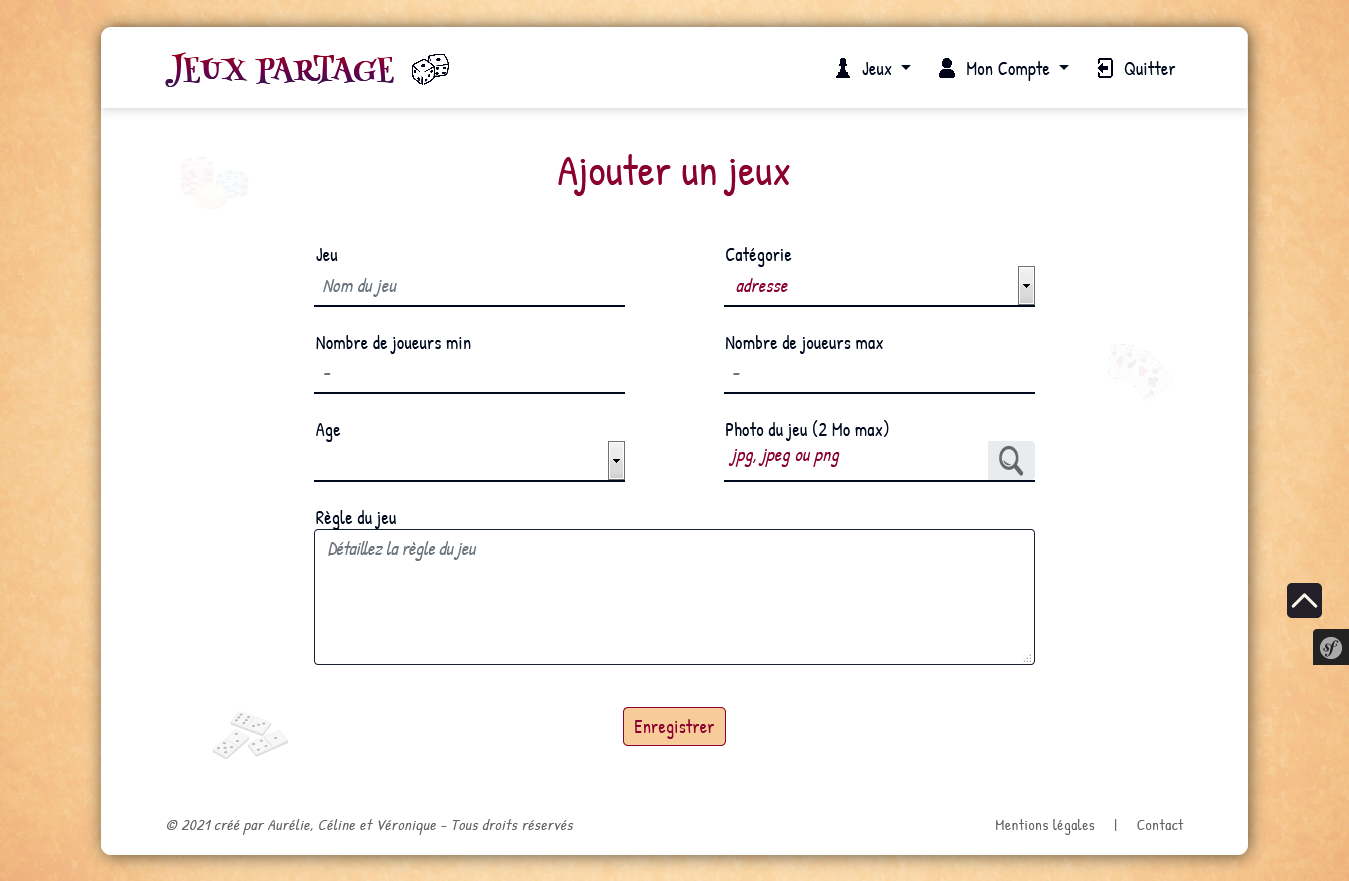 JEUX PARTAGE
Jeux
Mon Compte
Quitter
Ajouter un jeux
Jeu
Catégorie
Nom du jeu
adresse
Nombre de joueurs min
Nombre de joueurs max
-
-
Age
Photo du jeu (2 Mo max)
jpg, jpeg ou png
Règle du jeu
Détaillez la règle du jeu
sf
Enregistrer
© 2021 créé par Aurélie, Céline et Véronique - Tous droits réservés
Mentions légales | Contact